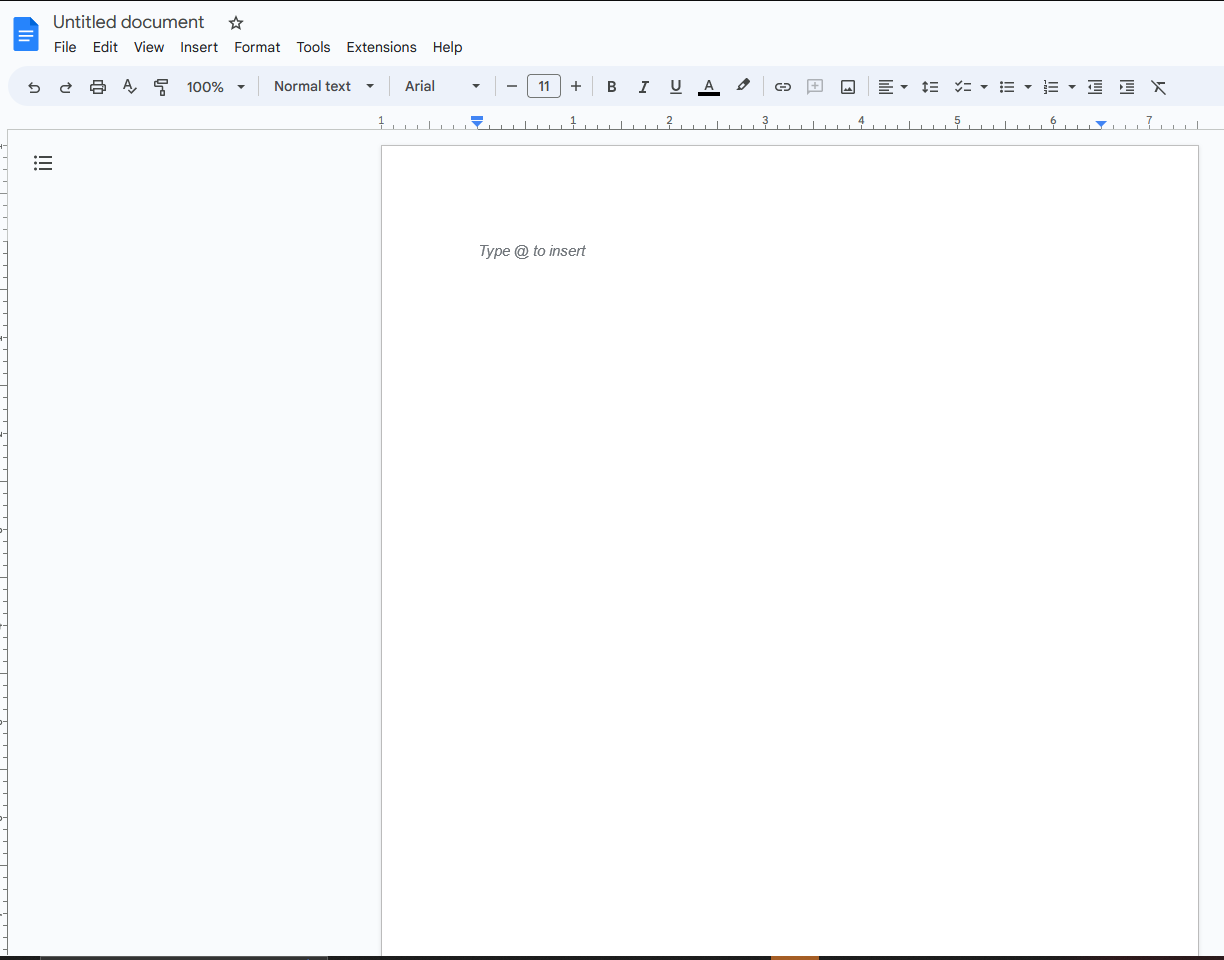 Untitled document
File Edit View Insert Format Tools Extensions Help
100% Normal text Arial 11 B I U A
1 1 2 3 4 5 6 7
Type @ to insert